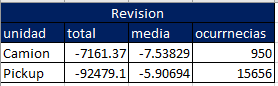 Revision
unidad total media ocurrnecias
Camion -7161.37 -7.53829 950
Pickup -92479.1 -5.90694 15656